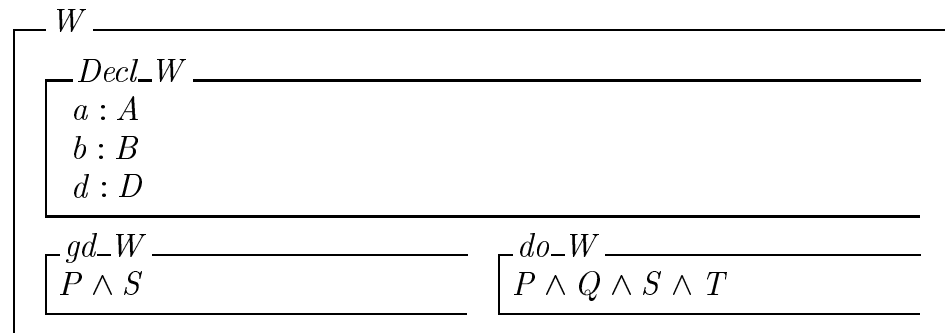 W
Decl_W
a : A
b : B
d : D
gd_W
P ∧ S
do_W
P ∧ Q ∧ S ∧ T